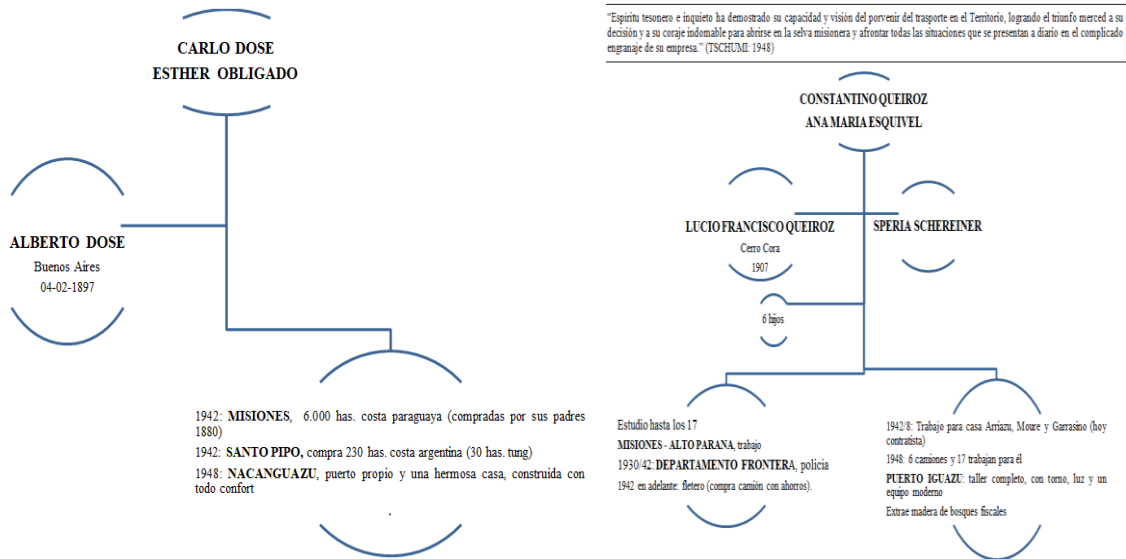 CARLO DOSE
ESTHER OBLIGADO
ALBERTO DOSE
Buenos Aires
04-02-1897
1942: MISIONES, 6.000 has. costa paraguaya (compradas por sus padres
1880)
1942: SANTO PIPO, compra 230 has. costa argentina (30 has. tung)
1948: NACANGUAZU, puerto propio y una hermosa casa, construida con
todo confort
.
"Espiritu tesonero e inquieto ha demostrado su capacidad y visión del porvenir del trasporte en el Territorio, logrando el triunfo merced a su
decisión y a su coraje indomable para abrirse en la selva misionera y afrontar todas las situaciones que se presentan a diario en el complicado
engranaje de su empresa." (TSCHUMI: 1948)
CONSTANTINO QUEIROZ
ANA MARIA ESQUIVEL
LUCIO FRANCISCO QUEIROZ
Cerro Cora
1907
SPERIA SCHEREINER
6 hijos
Estudio hasta los 17
MISIONES - ALTO PARANA, trabajo
1930/42: DEPARTAMENTO FRONTERA, policia
1942 en adelante: fletero (compra camión con ahorros).
1942/8: Trabajo para casa Arriazu, Moure y Garrasino (hoy
contratista)
1948: 6 camiones y 17 trabajan para él
PUERTO IGUAZU: taller completo, con torno, luz y un
equipo moderno
Extrae madera de bosques fiscales